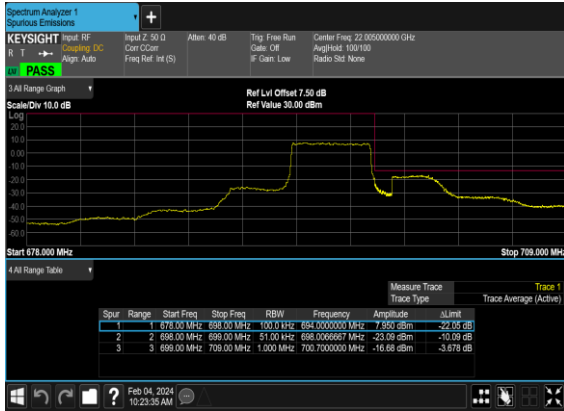 Spectrum Analyzer 1
Spurious Emissions
KEYSIGHT Input: RF Input Z: 50 Ω Atten: 40 dB Trig: Free Run Center Freq: 22.005000000 GHz
R T Coupling: DC Corr CCorr Gate: Off Avg|Hold: 100/100
Align: Auto Freq Ref: Int (S) IF Gain: Low Radio Std: None
PASS
3 All Range Graph
Ref Lvl Offset 7.50 dB
Scale/Div 10.0 dB Ref Value 30.00 dBm
Log
20.0
10.0
0.00
-10.0
-20.0
-30.0
-40.0
-50.0
-60.0
Start 678.000 MHz Stop 709.000 MHz
4 All Range Table
Measure Trace Trace 1
Trace Type Trace Average (Active)
Spur Range Start Freq Stop Freq RBW Frequency Amplitude ΔLimit
1 1 678.00 MHz 698.00 MHz 100.0 kHz 694.0000000 MHz 7.950 dBm -22.05 dB
2 2 698.00 MHz 699.00 MHz 51.00 kHz 698.0066667 MHz -23.09 dBm -10.09 dB
3 3 699.00 MHz 709.00 MHz 1.000 MHz 700.7000000 MHz -16.68 dBm -3.678 dB
Feb 04, 2024
10:23:35 AM